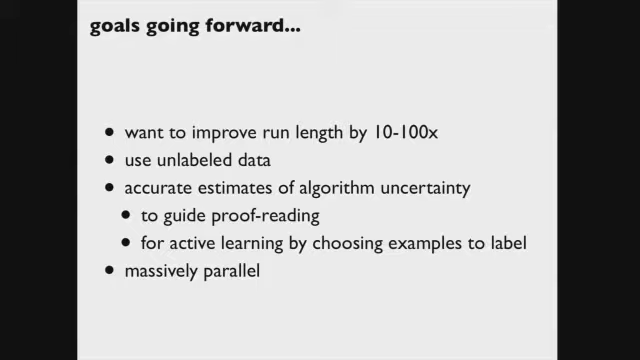 goals going forward...
• want to improve run length by 10-100x
• use unlabeled data
• accurate estimates of algorithm uncertainty
• to guide proof-reading
• for active learning by choosing examples to label
• massively parallel